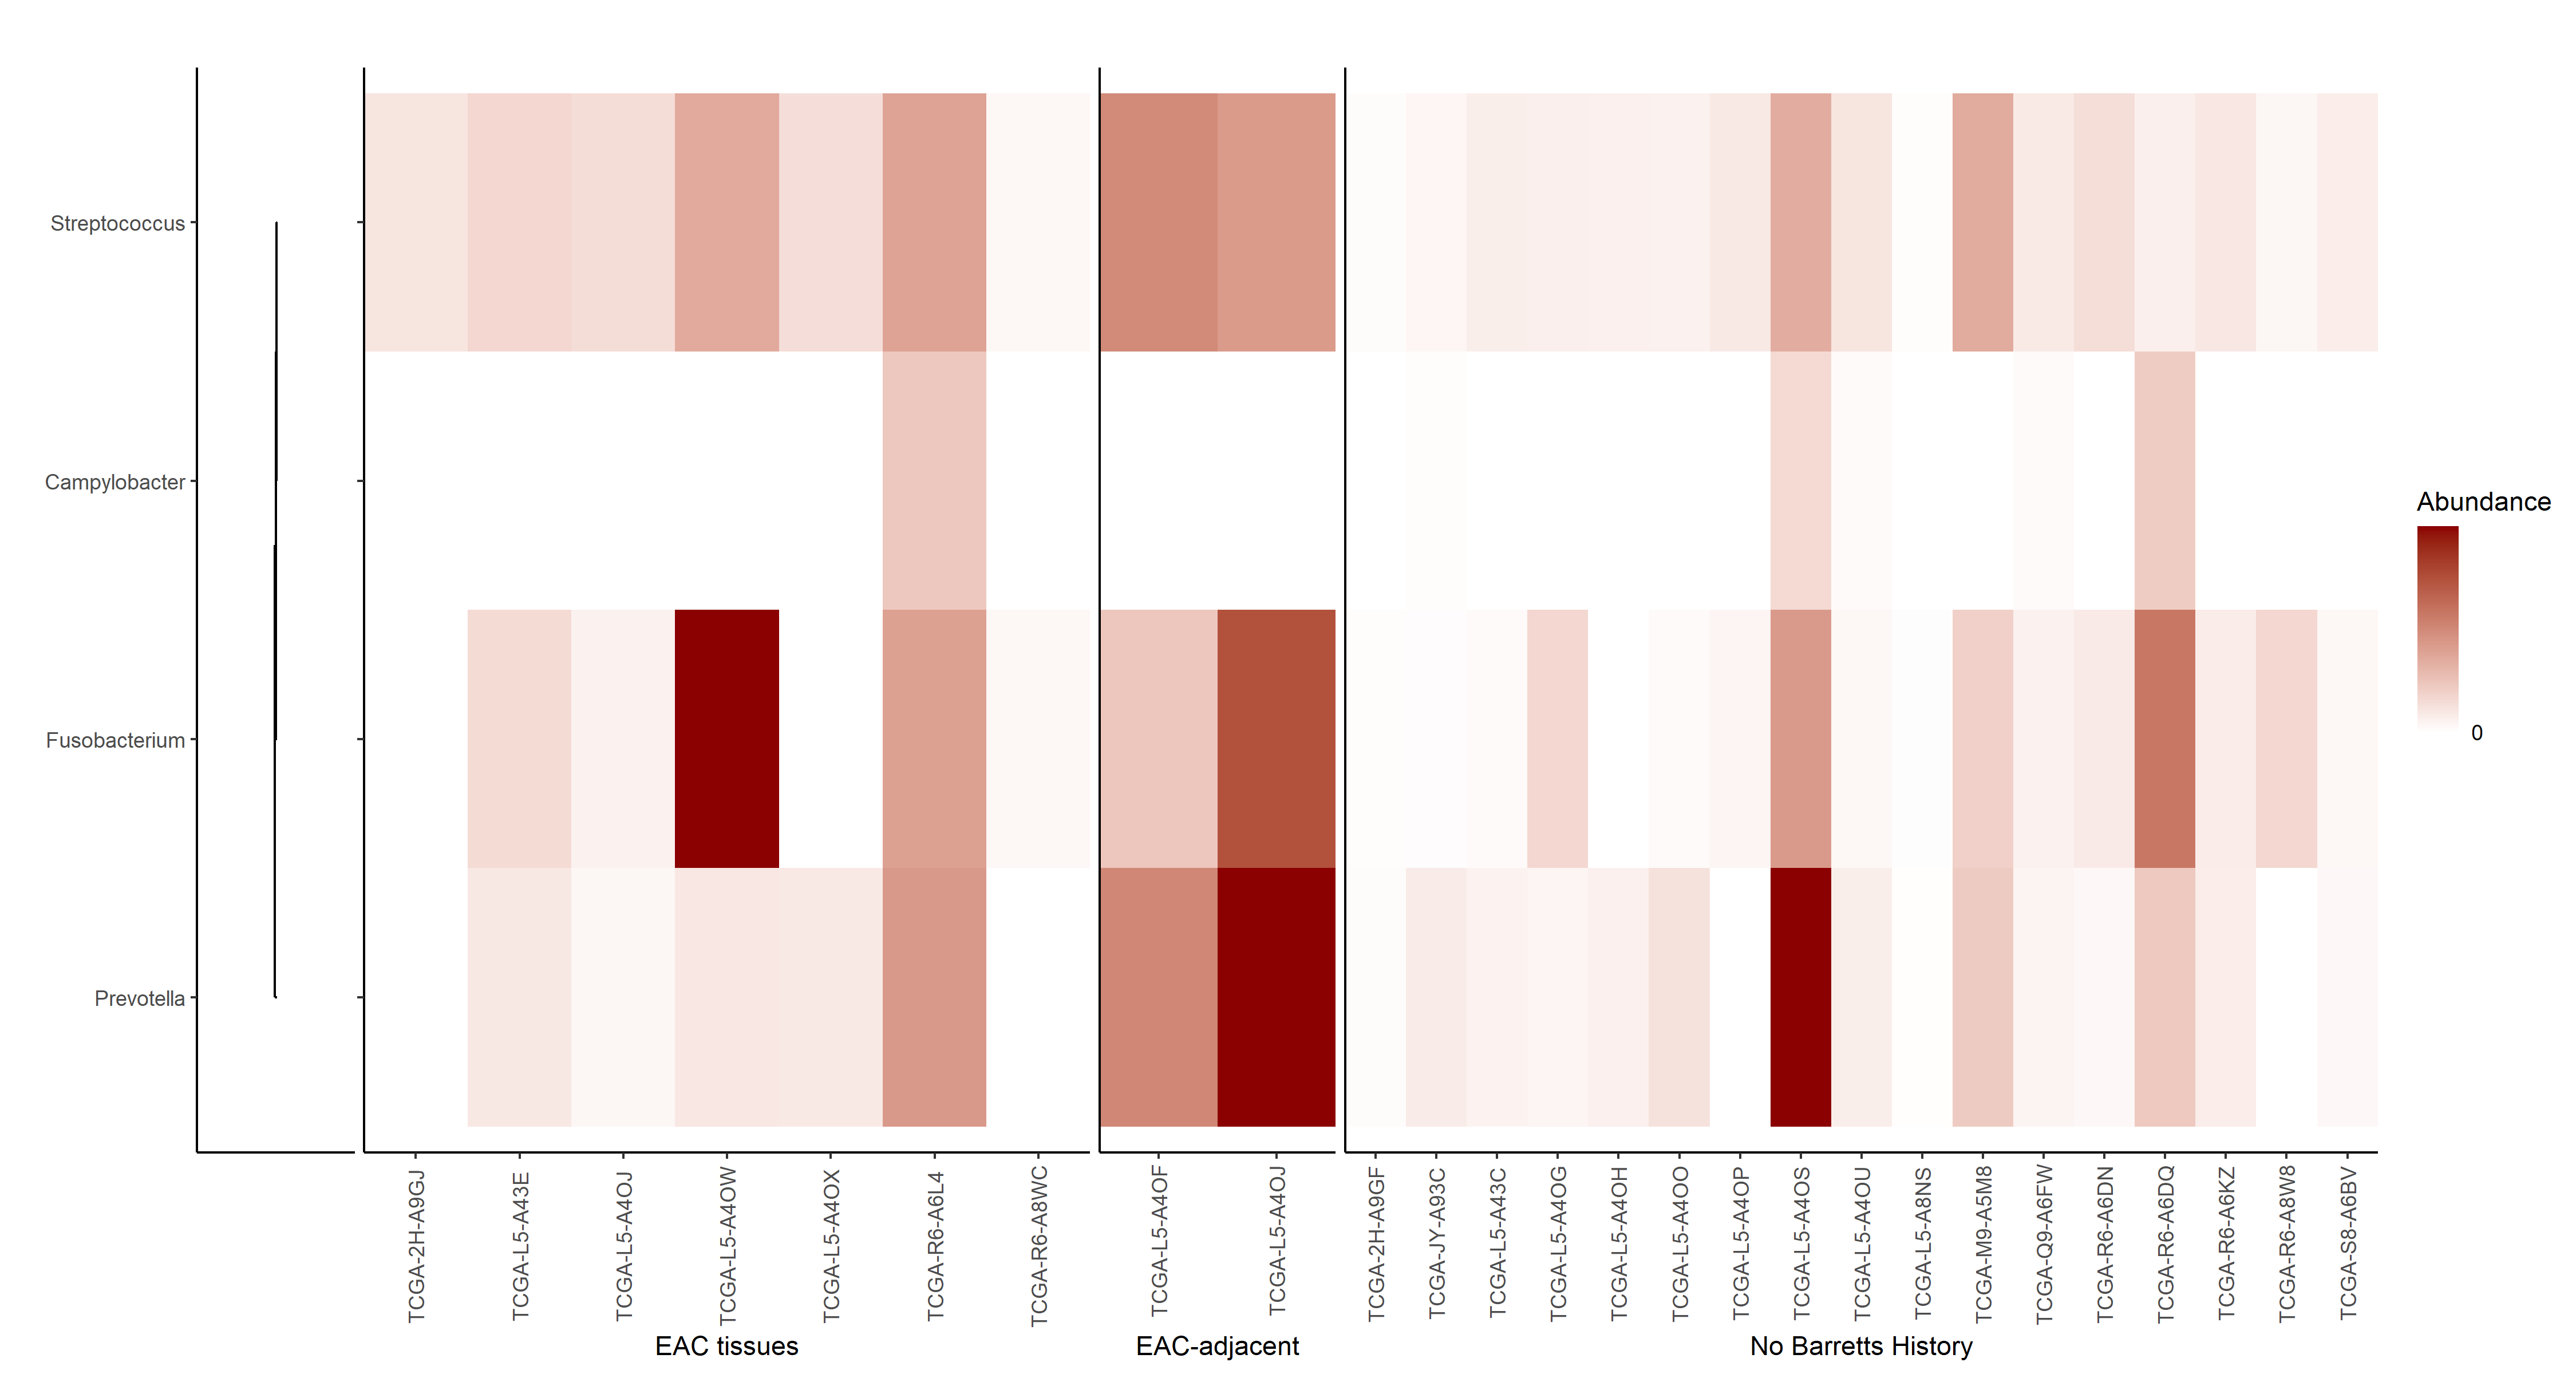 Streptococcus
Campylobacter
Fusobacterium
Prevotella
Abundance
0
TCGA-2H-A9GJ
TCGA-L5-A43E
TCGA-L5-A4OJ
TCGA-L5-A4OW
TCGA-L5-A4OX
TCGA-R6-A6L4
TCGA-R6-A8WC
TCGA-L5-A4OF
TCGA-L5-A4OJ
TCGA-2H-A9GF
TCGA-JY-A93C
TCGA-L5-A43C
TCGA-L5-A4OG
TCGA-L5-A4OH
TCGA-L5-A4OO
TCGA-L5-A4OP
TCGA-L5-A4OS
TCGA-L5-A4OU
TCGA-L5-A8NS
TCGA-M9-A5M8
TCGA-Q9-A6FW
TCGA-R6-A6DN
TCGA-R6-A6DQ
TCGA-R6-A6KZ
TCGA-R6-A8W8
TCGA-S8-A6BV
EAC tissues
EAC-adjacent
No Barretts History